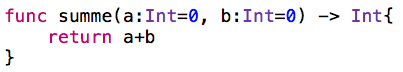 func summe(a:Int=0, b:Int=0) -> Int{
    return a+b
}